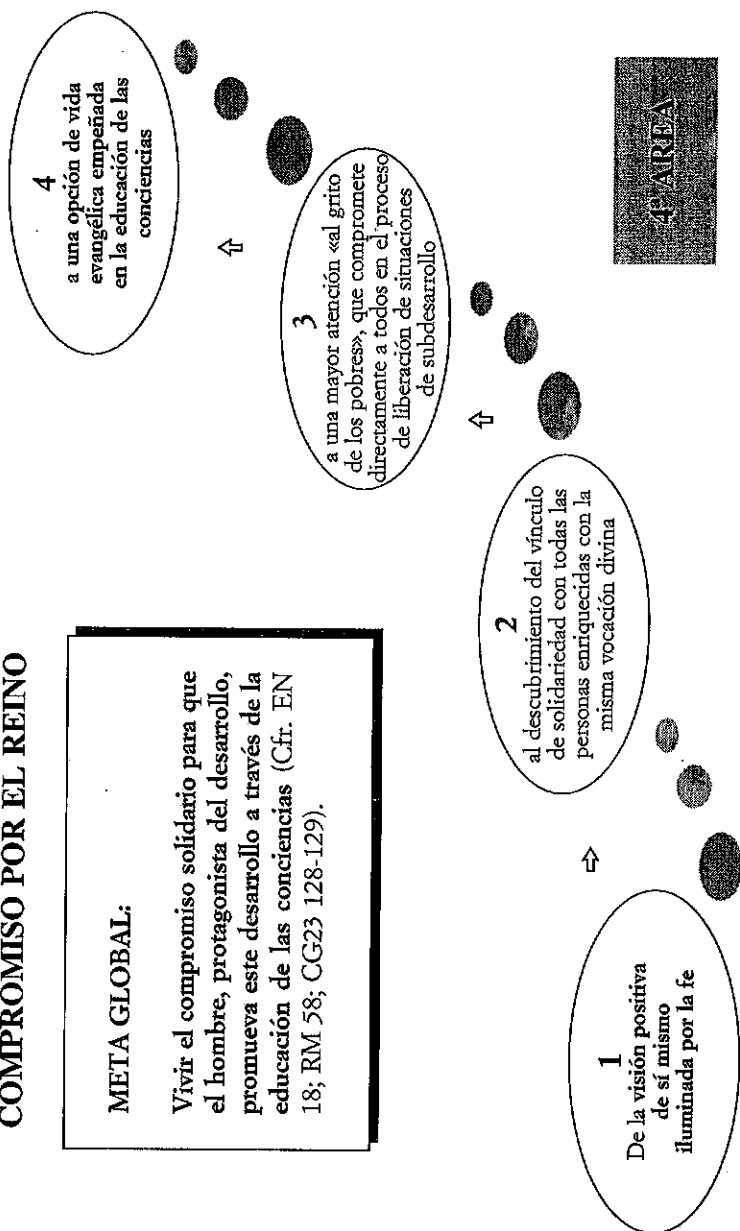 COMPROMISO POR EL REINO
META GLOBAL:
Vivir el compromiso solidario para que
el hombre, protagonista del desarrollo,
promueva este desarrollo a través de la
educación de las conciencias (Cfr. EN
18; RM 58; CG23 128-129).
1
De la visión positiva
de sí mismo
iluminada por la fe
2
al descubrimiento del vínculo
de solidariedad con todas las
personas enriquecidas con la
misma vocación divina
3
a una mayor atención «al grito
de los pobres», que compromete
directamente a todos en el proceso
de liberación de situaciones
de subdesarrollo
4
a una opción de vida
evangélica empeñada
en la educación de las
conciencias
4ª AREA